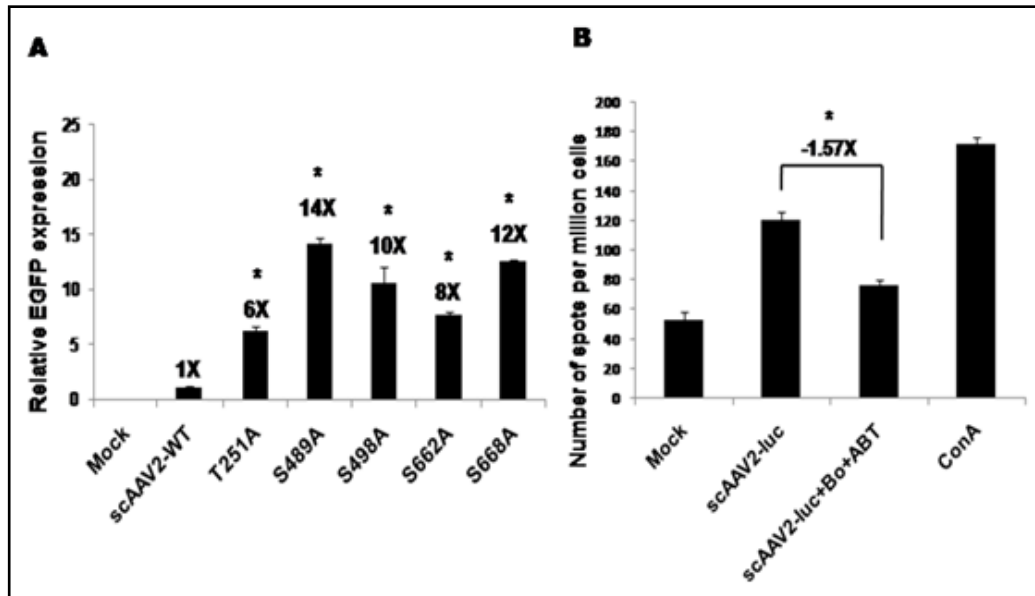 A
Relative EGFP expression
25
20
15
10
5
0
1X
*
6X
*
14X
*
10X
*
8X
*
12X
Mock
scAAV2-WT
T251A
S489A
S498A
S662A
S668A
B
Number of spots per million cells
200
180
160
140
120
100
80
60
40
20
0
*
-1.57X
Mock
scAAV2-luc
scAAV2-luc+Bo+ABT
ConA